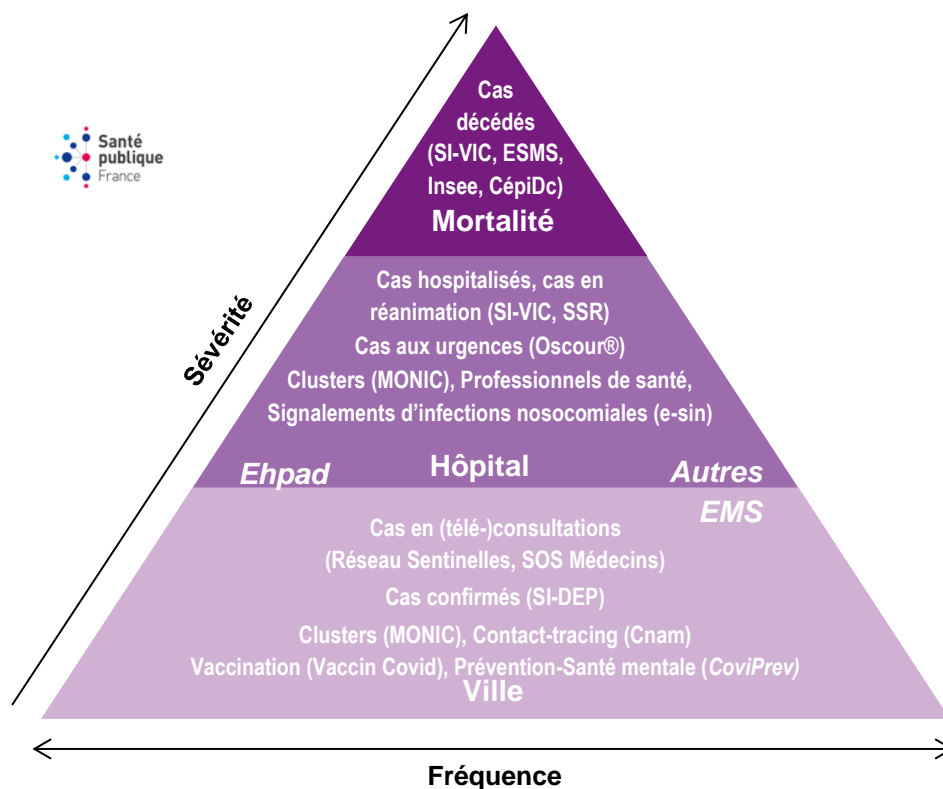 Santé
publique
France
Cas
décédés
(SI-VIC, ESMS,
Insee, CépiDc)
Mortalité
Sévérité
Cas hospitalisés, cas en
réanimation (SI-VIC, SSR)
Cas aux urgences (Oscour®)
Clusters (MONIC), Professionnels de santé,
Signalements d'infections nosocomiales (e-sin)
Ehpad Hôpital Autres
EMS
Cas en (télé-)consultations
(Réseau Sentinelles, SOS Médecins)
Cas confirmés (SI-DEP)
Clusters (MONIC), Contact-tracing (Cnam)
Vaccination (Vaccin Covid), Prévention-Santé mentale (CoviPrev)
Ville
Fréquence